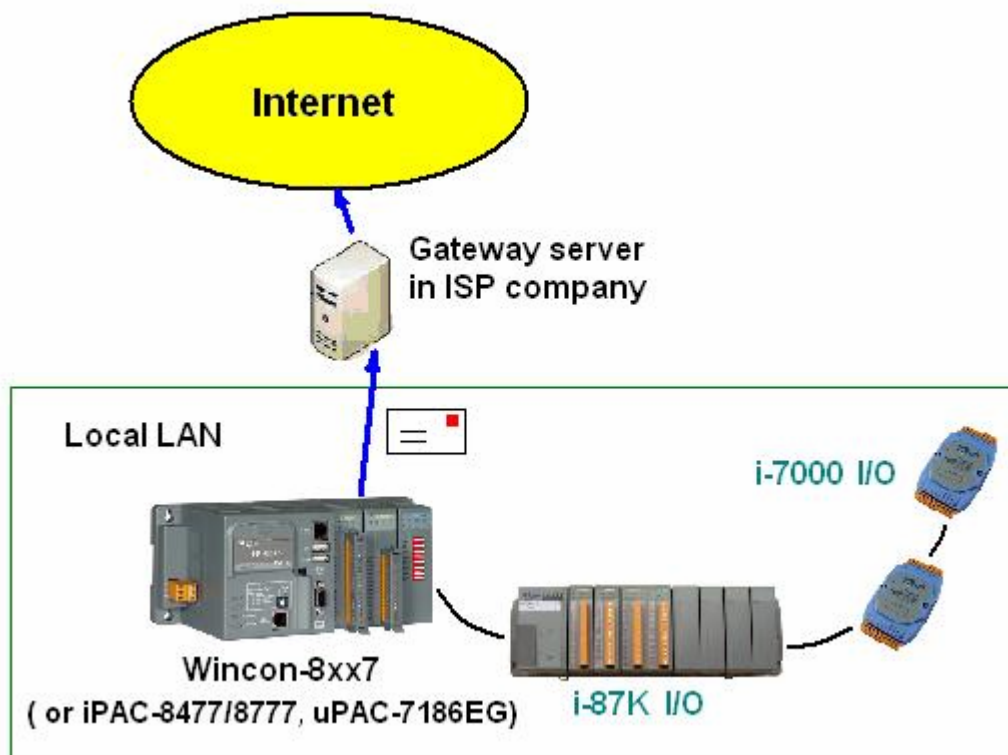 Internet
Gateway server
in ISP company
Local LAN
i-7000 I/O
Wincon-8xx7
( or iPAC-8477/8777, uPAC-7186EG)
i-87K I/O